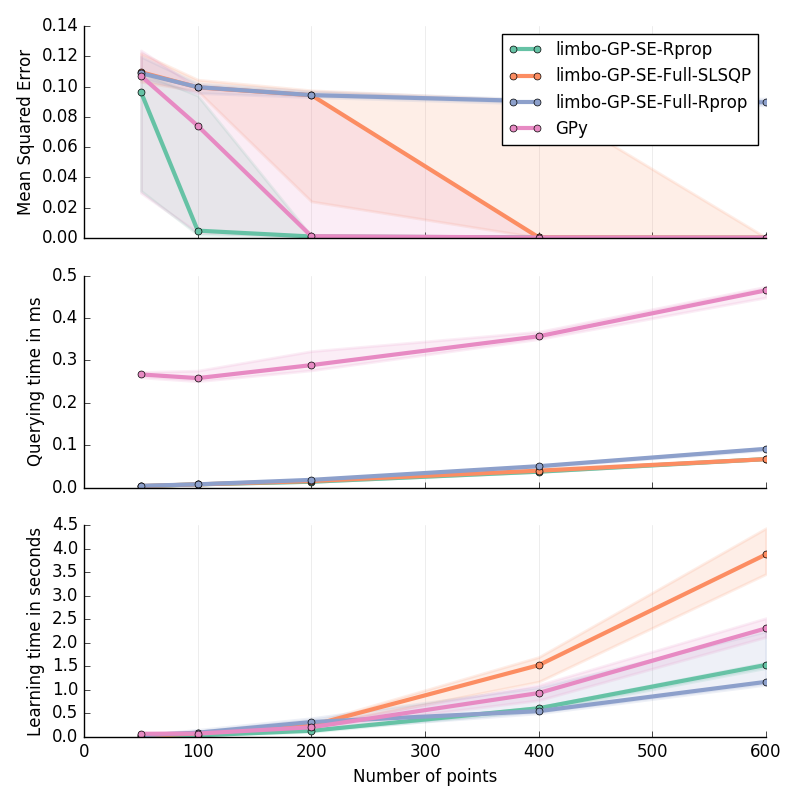 0.14
0.12
0.10
0.08
0.06
0.04
0.02
0.00
Mean Squared Error
limbo-GP-SE-Rprop
limbo-GP-SE-Full-SLSQP
limbo-GP-SE-Full-Rprop
GPy
0.5
0.4
0.3
0.2
0.1
0.0
Querying time in ms
4.5
4.0
3.5
3.0
2.5
2.0
1.5
1.0
0.5
0.0
Learning time in seconds
0 100 200 300 400 500 600
Number of points